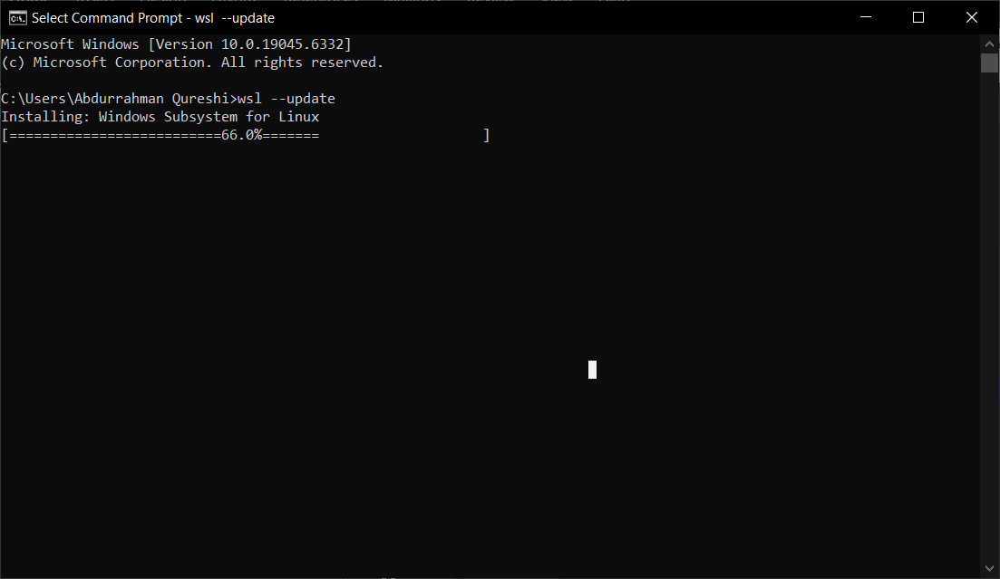 Select Command Prompt - wsl  --update
Microsoft Windows [Version 10.0.19045.6332]
(c) Microsoft Corporation. All rights reserved.
C:\Users\Abdurrahman Qureshi>wsl --update
Installing: Windows Subsystem for Linux
[==========================66.0%=======                    ]